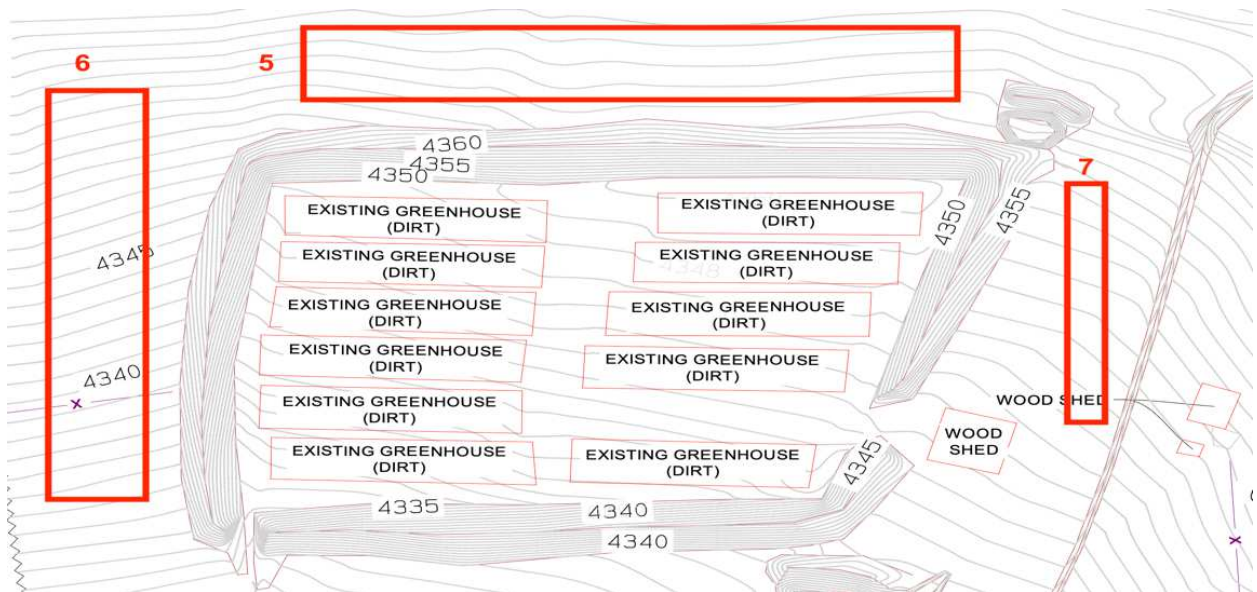 6
5
4360
4355
4350
7
EXISTING GREENHOUSE
(DIRT)
EXISTING GREENHOUSE
(DIRT)
4350
4355
EXISTING GREENHOUSE
(DIRT)
EXISTING GREENHOUSE
(DIRT)
4348
4345
EXISTING GREENHOUSE
(DIRT)
EXISTING GREENHOUSE
(DIRT)
EXISTING GREENHOUSE
(DIRT)
EXISTING GREENHOUSE
(DIRT)
4340
x
EXISTING GREENHOUSE
(DIRT)
WOOD SHED
WOOD
SHED
EXISTING GREENHOUSE
(DIRT)
EXISTING GREENHOUSE
(DIRT)
4345
4335
4340
4340
x